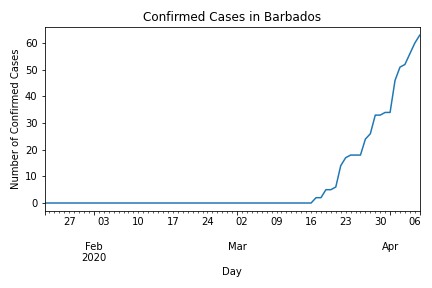 Confirmed Cases in Barbados
Number of Confirmed Cases
60
50
40
30
20
10
0
27 03 10 17 24 02 09 16 23 30 06
Feb Mar Apr
2020
Day